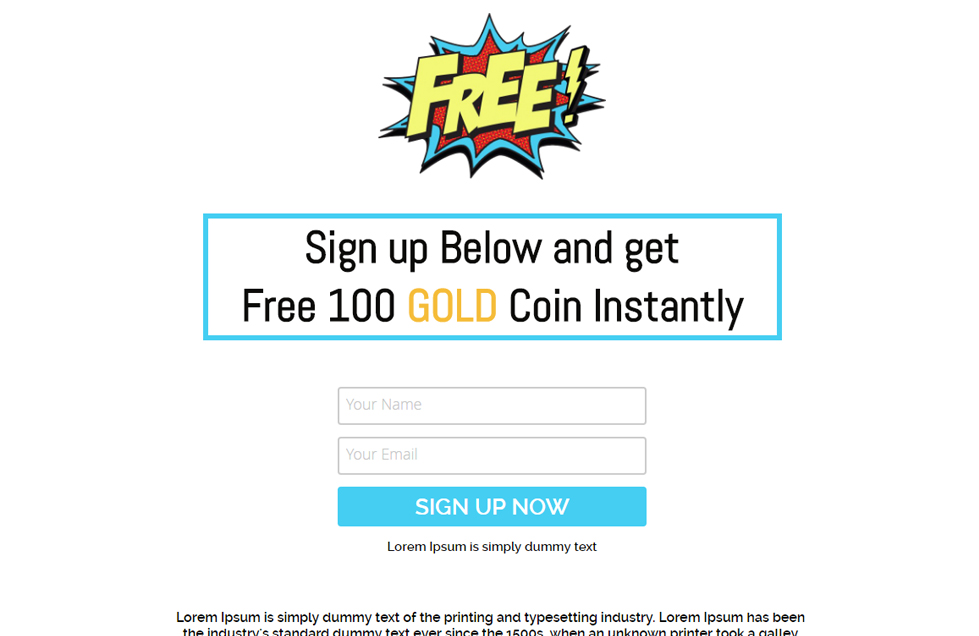 FREE!
Sign up Below and get
Free 100 GOLD Coin Instantly
Your Name
Your Email
SIGN UP NOW
Lorem Ipsum is simply dummy text
Lorem Ipsum is simply dummy text of the printing and typesetting industry. Lorem Ipsum has been
the industry's standard dummy text ever since the 1500s, when an unknown printer took a galley